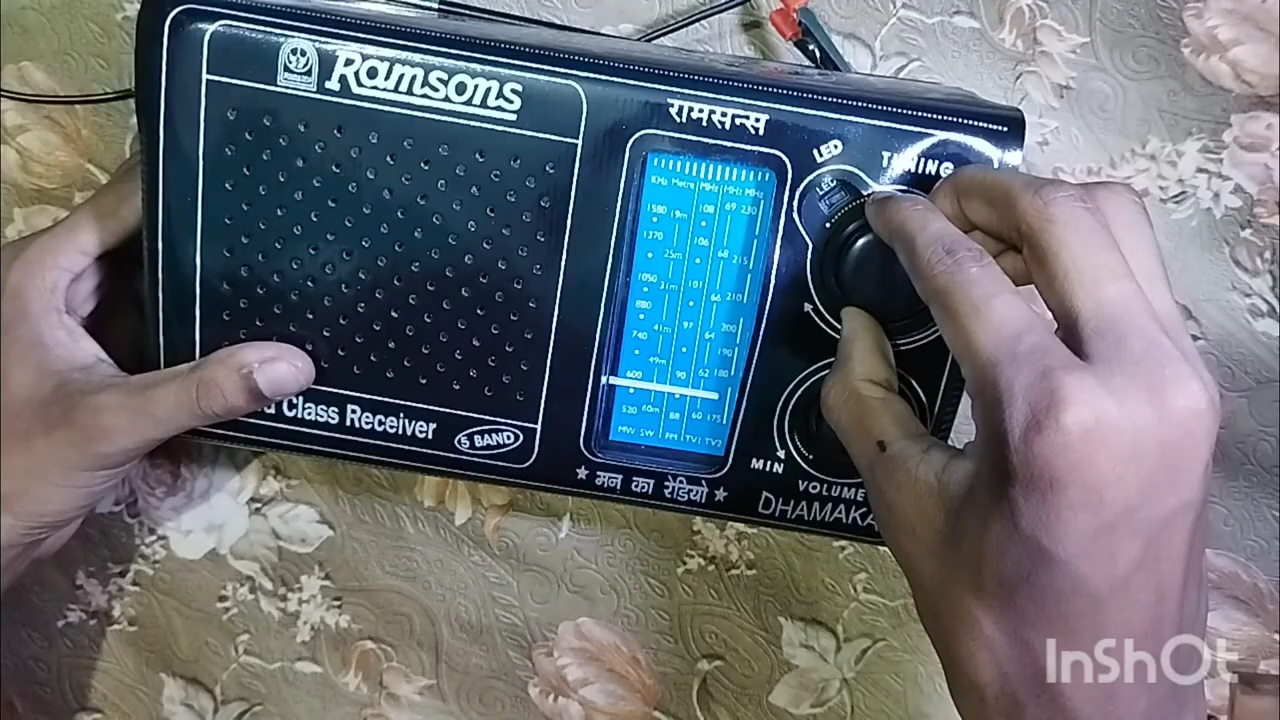 Ramsons
रामसन्स
LED
TUNING
LED
KHz Metre MHz MHz MHz
1580 19m 108 69 230
1370 25m 106 68 215
1050 31m 101 66 210
880
740 41m 97 64 200
190
600 49m 90 62 180
520 60m 88 60 175
MW SW FM TV1 TV2
Class Receiver
5 BAND
MIN
VOLUME
★ मन का रेडियो ★
DHAMAKA
InShOt